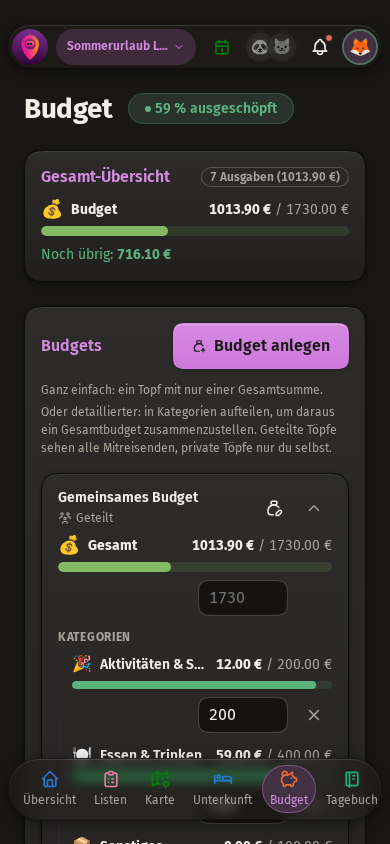 Sommerurlaub L...
Budget
59 % ausgeschöpft
Gesamt-Übersicht
7 Ausgaben (1013.90 €)
Budget 1013.90 € / 1730.00 €
Noch übrig: 716.10 €
Budgets
Budget anlegen
Ganz einfach: ein Topf mit nur einer Gesamtsumme.
Oder detaillierter: in Kategorien aufteilen, um daraus
ein Gesamtbudget zusammenzustellen. Geteilte Töpfe
sehen alle Mitreisenden, private Töpfe nur du selbst.
Gemeinsames Budget
Geteilt
Gesamt 1013.90 € / 1730.00 €
1730
KATEGORIEN
Aktivitäten & S... 12.00 € / 200.00 €
200
Essen & Trinken 59.00 € / 400.00 €
Übersicht Listen Karte Unterkunft Budget Tagebuch
Sonstiges